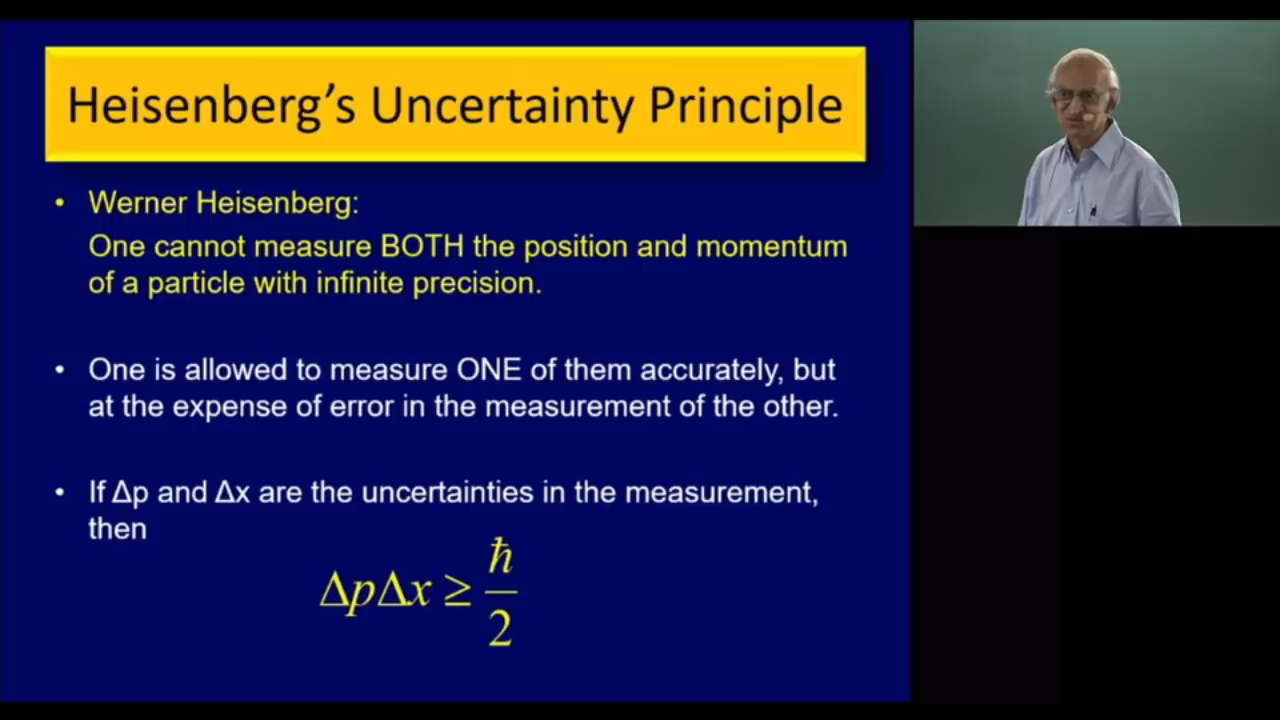 Heisenberg’s Uncertainty Principle
• Werner Heisenberg:
One cannot measure BOTH the position and momentum
of a particle with infinite precision.
• One is allowed to measure ONE of them accurately, but
at the expense of error in the measurement of the other.
• If Δp and Δx are the uncertainties in the measurement,
then
ΔpΔx ≥ ħ/2